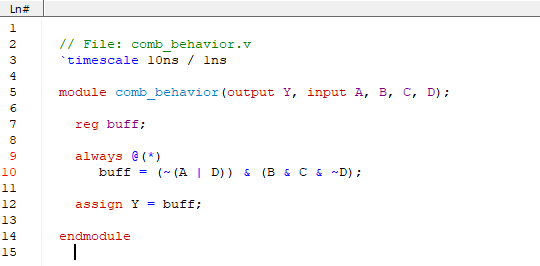 Ln#
1
2 // File: comb_behavior.v
3 `timescale 10ns / 1ns
4
5 module comb_behavior(output Y, input A, B, C, D);
6
7 reg buff;
8
9 always @(*)
10 buff = (~(A | D)) & (B & C & ~D);
11
12 assign Y = buff;
13
14 endmodule
15